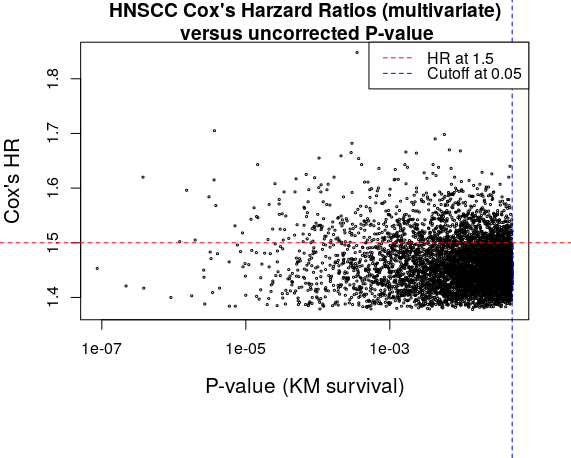 HNSCC Cox's Harzard Ratios (multivariate)
versus uncorrected P-value
HR at 1.5
Cutoff at 0.05
Cox's HR
1.8
1.7
1.6
1.5
1.4
1e-07
1e-05
1e-03
P-value (KM survival)